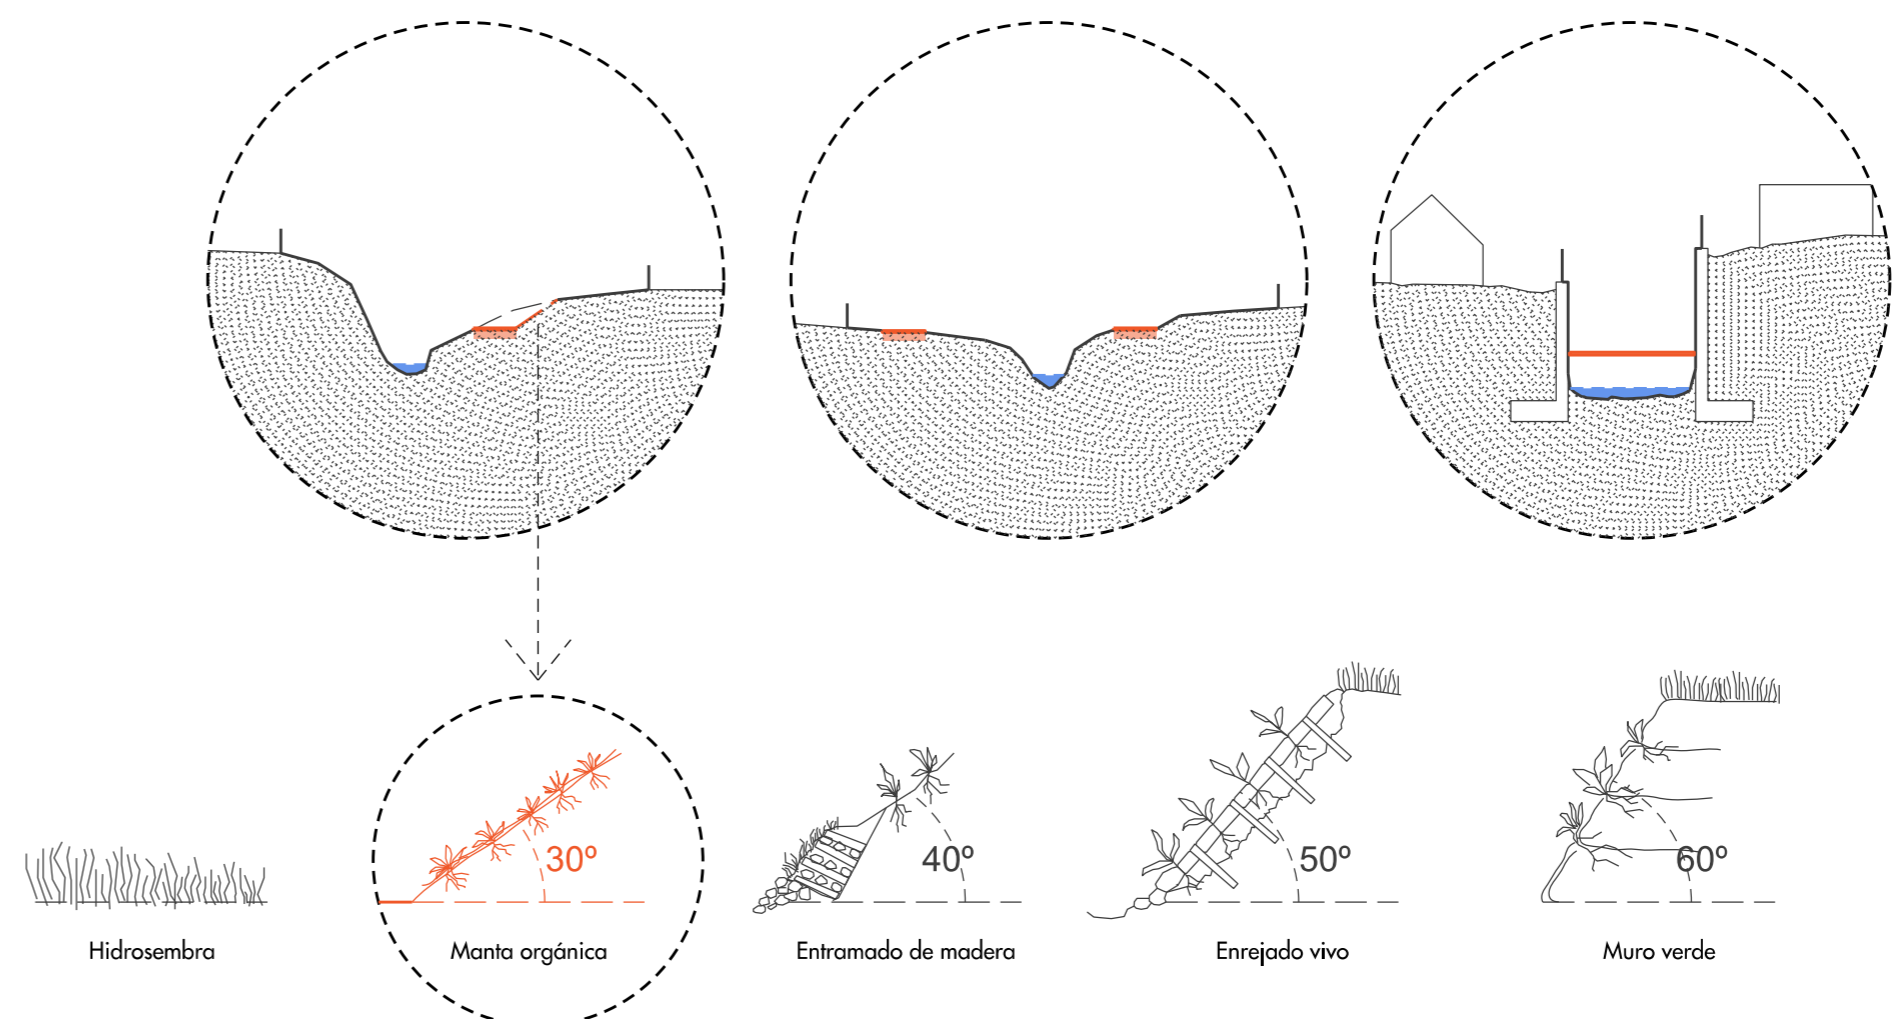 30º
40º
50º
60º
Hidrosembra
Manta orgánica
Entramado de madera
Enrejado vivo
Muro verde